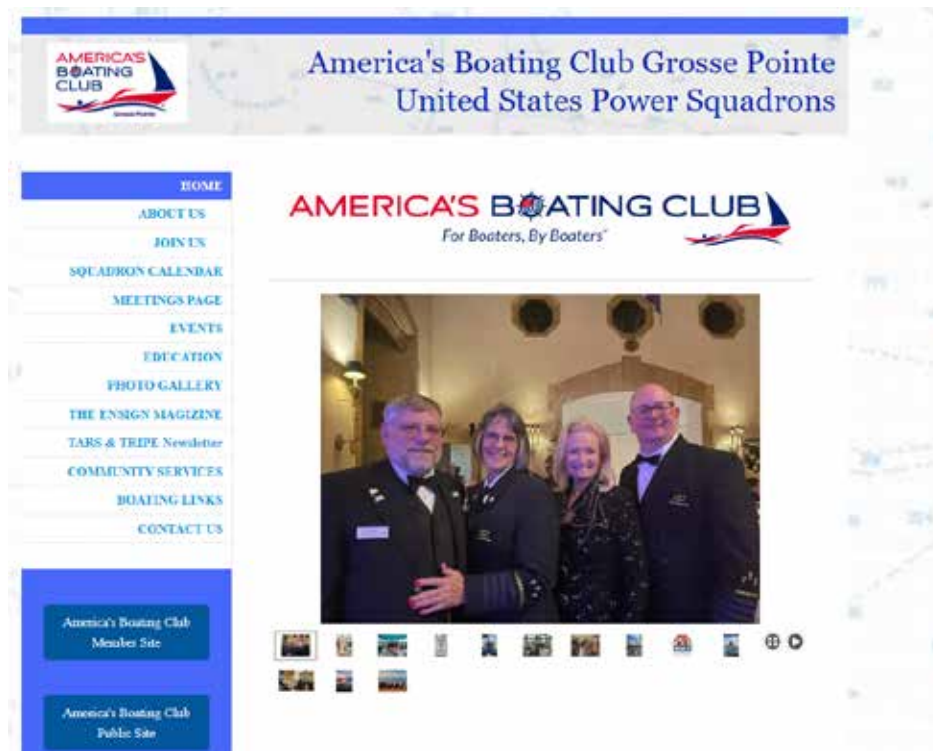 AMERICA'S
BOATING
CLUB
Grosse Pointe
America's Boating Club Grosse Pointe
United States Power Squadrons
HOME
ABOUT US
JOIN US
SQUADRON CALENDAR
MEETINGS PAGE
EVENTS
EDUCATION
PHOTO GALLERY
THE ENSIGN MAGIZINE
TARS & TRIPE Newsletter
COMMUNITY SERVICES
BOATING LINKS
CONTACT US
America's Boating Club
Member Site
America's Boating Club
Public Site
AMERICA'S BOATING CLUB
For Boaters, By Boaters